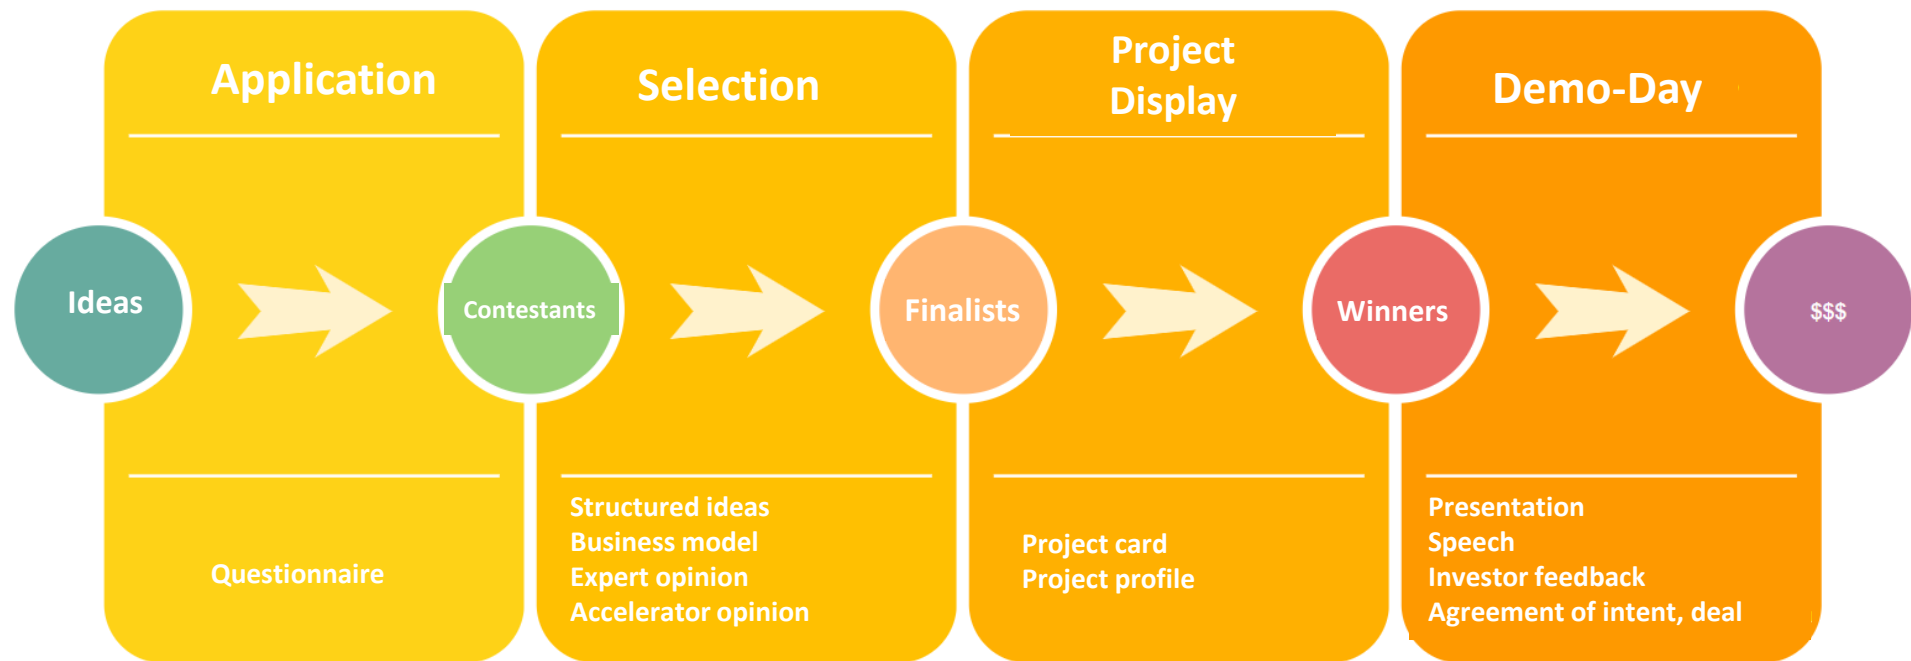 Application
Selection
Project
Display
Demo-Day
Ideas
Contestants
Finalists
Winners
$$$
Questionnaire
Structured ideas
Business model
Expert opinion
Accelerator opinion
Project card
Project profile
Presentation
Speech
Investor feedback
Agreement of intent, deal